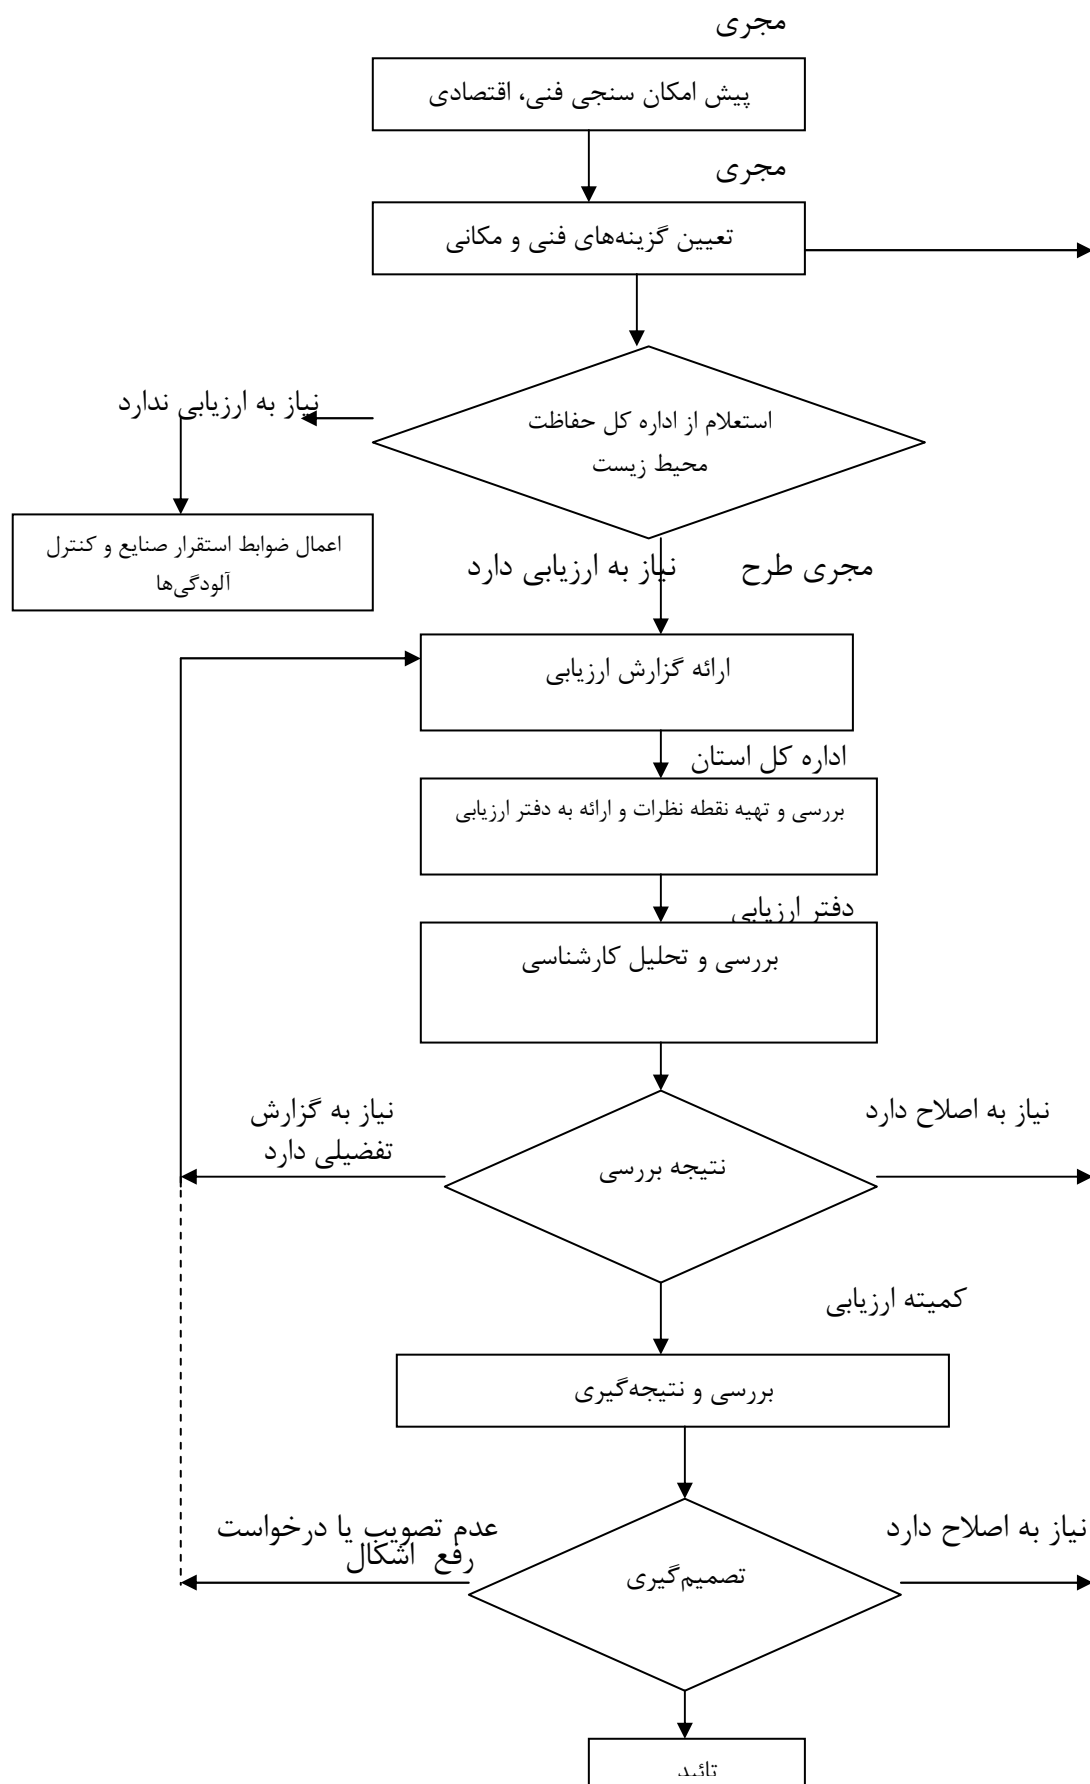 مجری
پیش امکان سنجی فنی، اقتصادی
مجری
تعیین گزینه‌های فنی و مکانی
استعلام از اداره کل حفاظت
محیط زیست
نیاز به ارزیابی ندارد
اعمال ضوابط استقرار صنایع و کنترل
آلودگی‌ها
مجری طرح
نیاز به ارزیابی دارد
ارائه گزارش ارزیابی
اداره کل استان
بررسی و تهیه نقطه نظرات و ارائه به دفتر ارزیابی
دفتر ارزیابی
بررسی و تحلیل کارشناسی
نیاز به اصلاح دارد
نتیجه بررسی
نیاز به گزارش
تفضیلی دارد
کمیته ارزیابی
بررسی و نتیجه‌گیری
نیاز به اصلاح دارد
تصمیم‌گیری
عدم تصویب یا درخواست
رفع اشکال
تائید